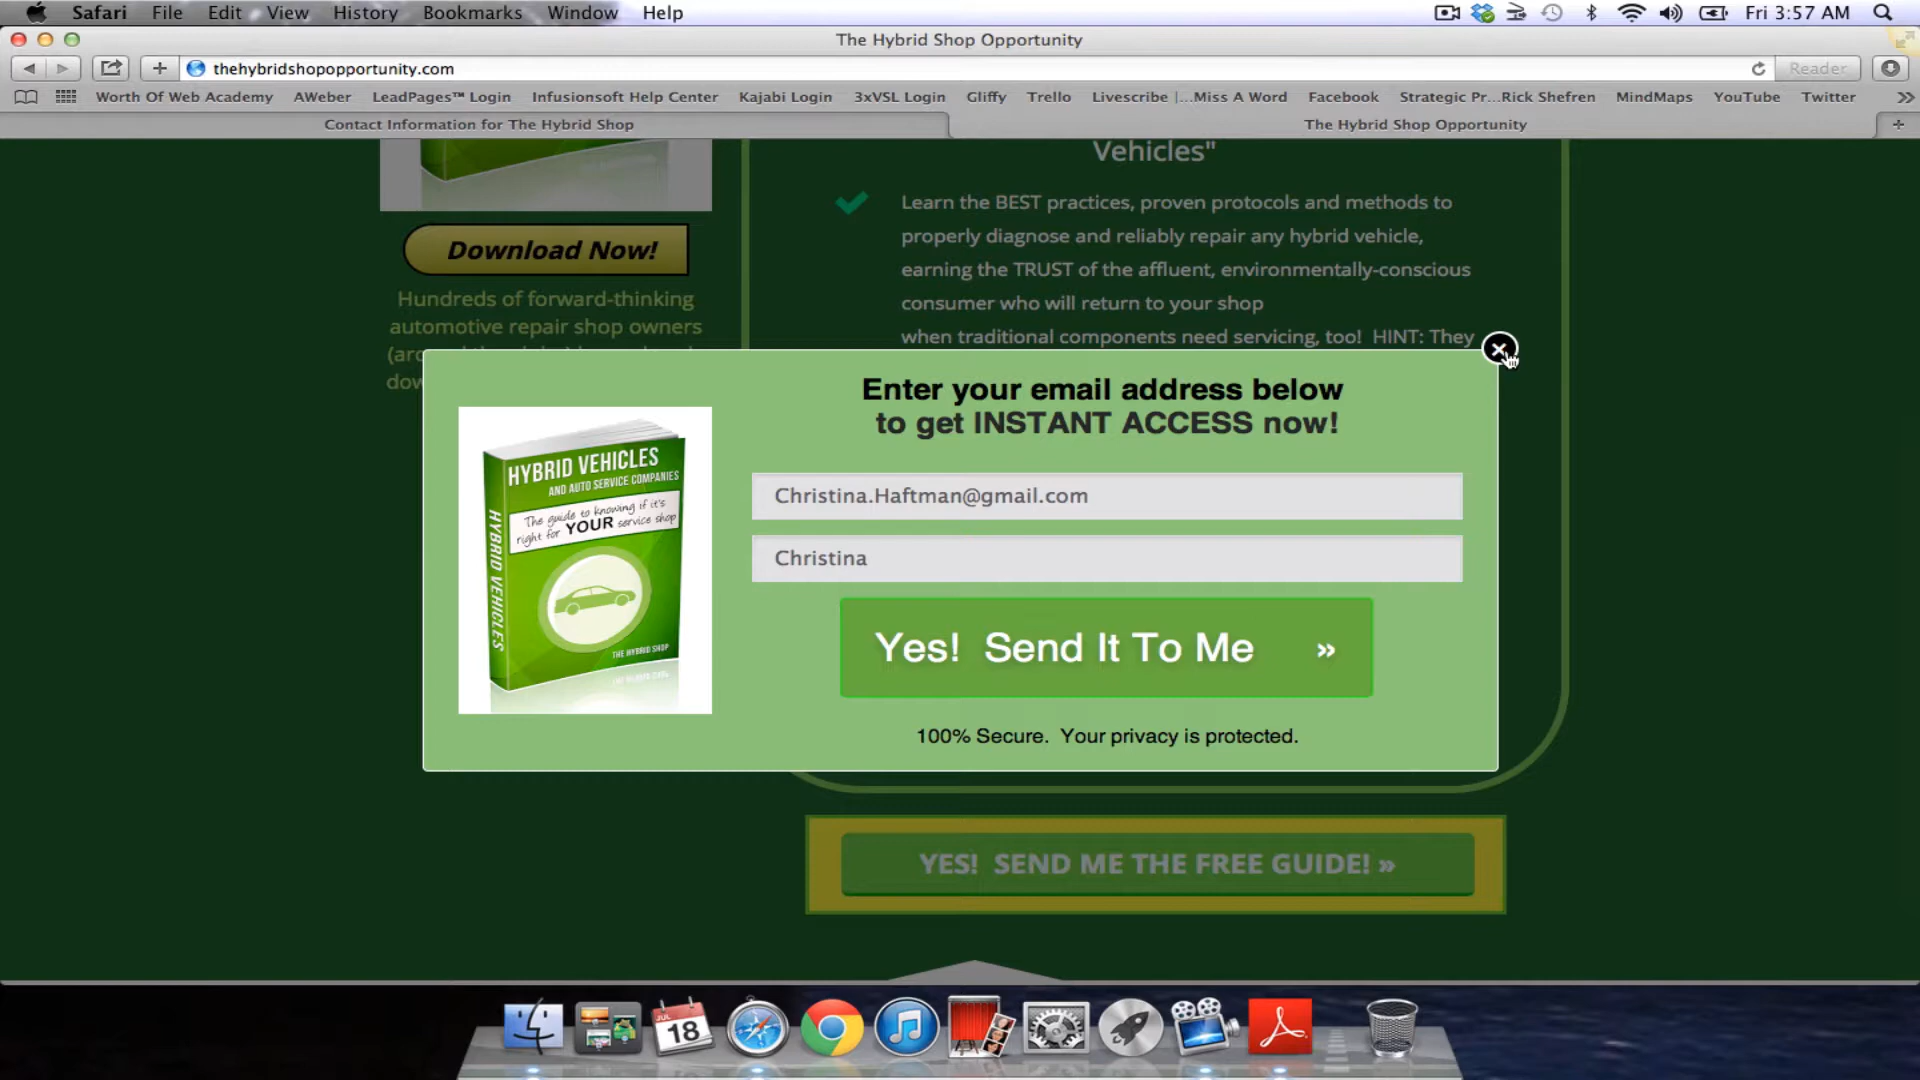 Safari File Edit View History Bookmarks Window Help Fri 3:57 AM
The Hybrid Shop Opportunity
thehybridshopopportunity.com Reader
Worth Of Web Academy AWeber LeadPages™ Login Infusionsoft Help Center Kajabi Login 3xVSL Login Gliffy Trello Livescribe |...Miss A Word Facebook Strategic Pr...Rick Shefren MindMaps YouTube Twitter
Contact Information for The Hybrid Shop The Hybrid Shop Opportunity
Vehicles"
Learn the BEST practices, proven protocols and methods to
properly diagnose and reliably repair any hybrid vehicle,
earning the TRUST of the affluent, environmentally-conscious
consumer who will return to your shop
when traditional components need servicing, too! HINT: They
Download Now!
Hundreds of forward-thinking
automotive repair shop owners
Enter your email address below
to get INSTANT ACCESS now!
HYBRID VEHICLES
AND AUTO SERVICE COMPANIES
The guide to knowing if it's
right for YOUR service shop
HYBRID VEHICLES
THE HYBRID SHOP
Christina.Haftman@gmail.com
Christina
Yes! Send It To Me »
100% Secure. Your privacy is protected.
YES! SEND ME THE FREE GUIDE! »
JUL
18